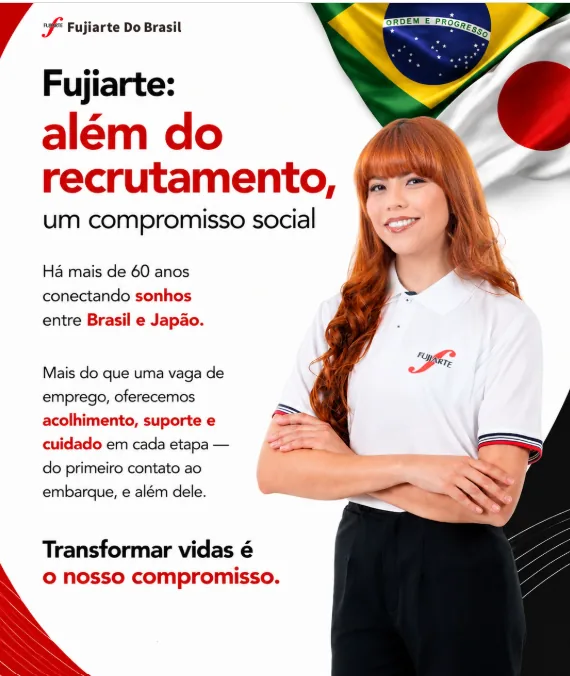 FUJIARTE Fujiarte Do Brasil
ORDEM E PROGRESSO
Fujiarte:
além do
recrutamento,
um compromisso social
Há mais de 60 anos
conectando sonhos
entre Brasil e Japão.
FUJIARTE
Mais do que uma vaga de
emprego, oferecemos
acolhimento, suporte e
cuidado em cada etapa —
do primeiro contato ao
embarque, e além dele.
Transformar vidas é
o nosso compromisso.